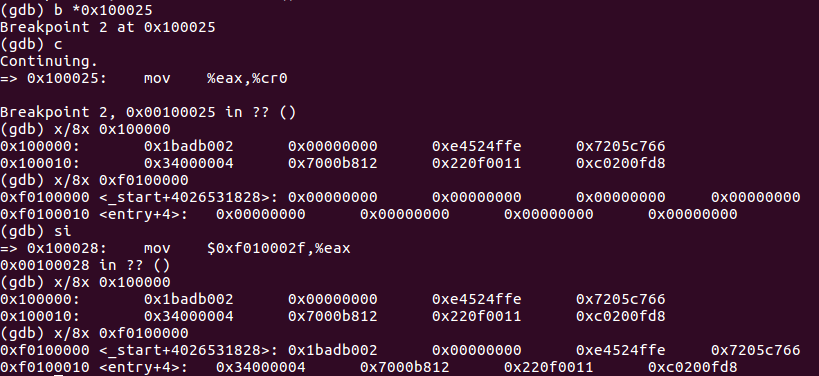 (gdb) b *0x100025
Breakpoint 2 at 0x100025
(gdb) c
Continuing.
=> 0x100025:    mov    %eax,%cr0
Breakpoint 2, 0x00100025 in ?? ()
(gdb) x/8x 0x100000
0x100000:       0x1badb002      0x00000000      0xe4524ffe      0x7205c766
0x100010:       0x34000004      0x7000b812      0x220f0011      0xc0200fd8
(gdb) x/8x 0xf0100000
0xf0100000 <_start+4026531828>: 0x00000000      0x00000000      0x00000000      0x00000000
0xf0100010 <entry+4>:   0x00000000      0x00000000      0x00000000      0x00000000
(gdb) si
=> 0x100028:    mov    $0xf010002f,%eax
0x00100028 in ?? ()
(gdb) x/8x 0x100000
0x100000:       0x1badb002      0x00000000      0xe4524ffe      0x7205c766
0x100010:       0x34000004      0x7000b812      0x220f0011      0xc0200fd8
(gdb) x/8x 0xf0100000
0xf0100000 <_start+4026531828>: 0x1badb002      0x00000000      0xe4524ffe      0x7205c766
0xf0100010 <entry+4>:   0x34000004      0x7000b812      0x220f0011      0xc0200fd8